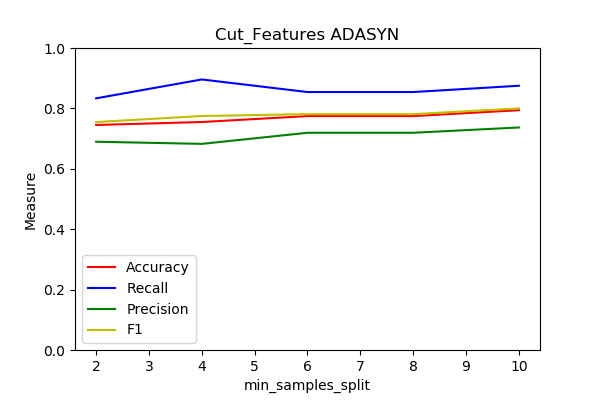 Cut_Features ADASYN
1.0
0.8
0.6
0.4
0.2
0.0
Measure
Accuracy
Recall
Precision
F1
2 3 4 5 6 7 8 9 10
min_samples_split